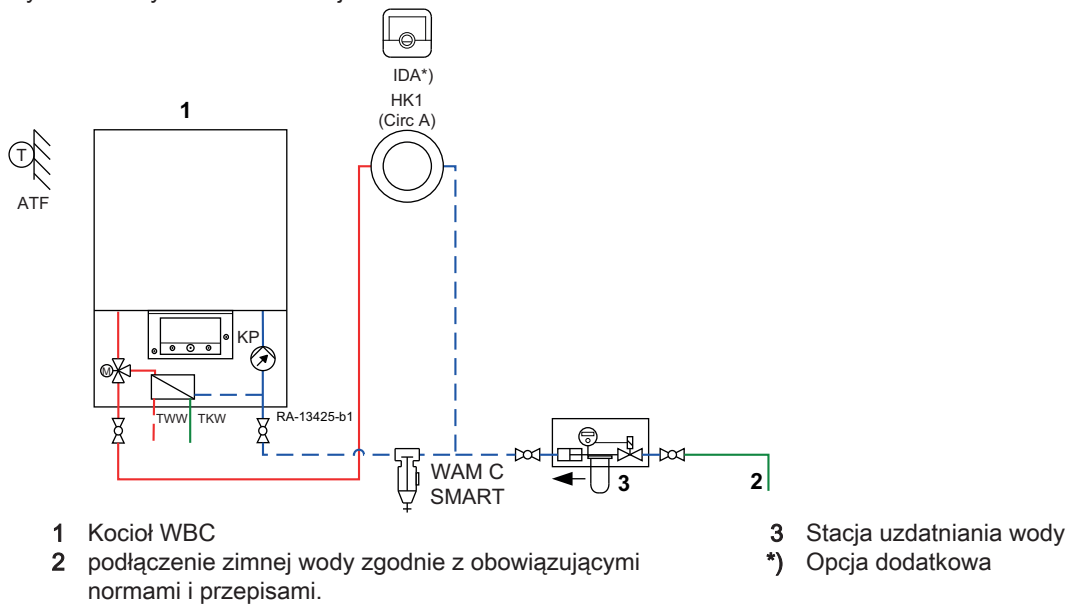 IDA*)
HK1
(Circ A)
1
T
ATF
KP
M
TWW TKW
RA-13425-b1
WAM C
SMART
3
2
1 Kocioł WBC
2 podłączenie zimnej wody zgodnie z obowiązującymi
normami i przepisami.
3 Stacja uzdatniania wody
*) Opcja dodatkowa